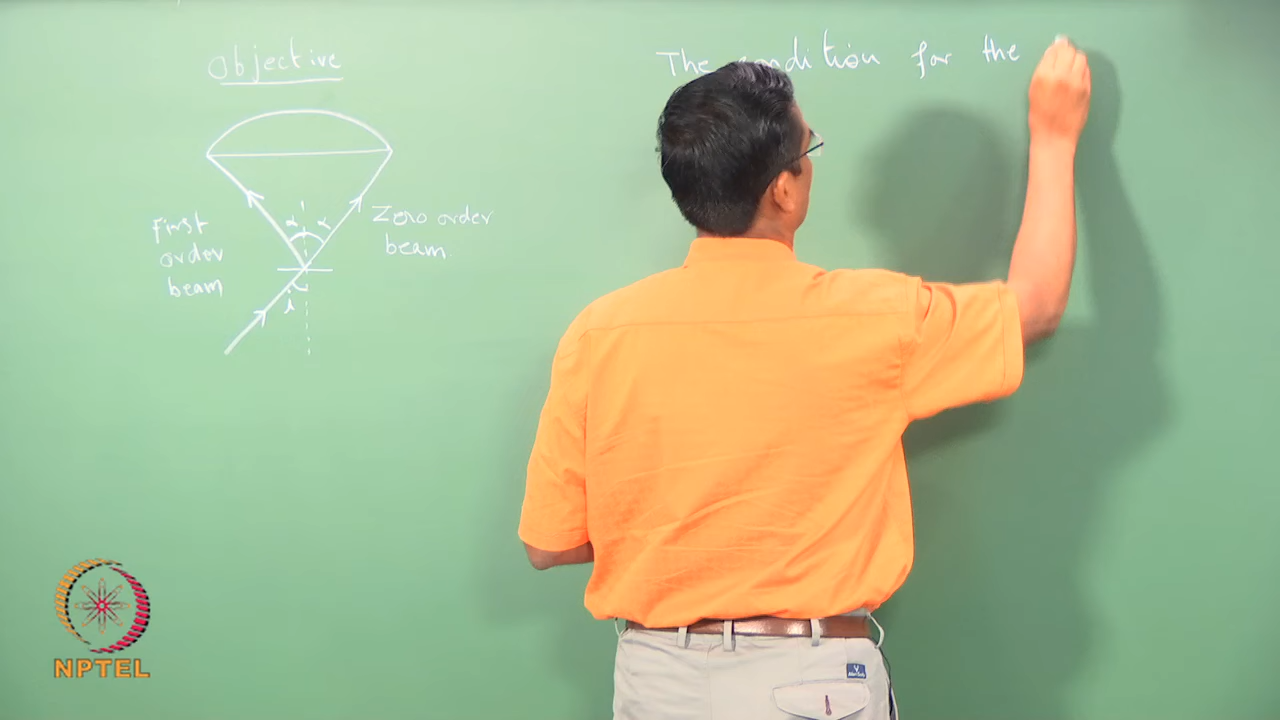 Objective
The condition for the
First
order
beam
Zero order
beam.
α
α
i
NPTEL